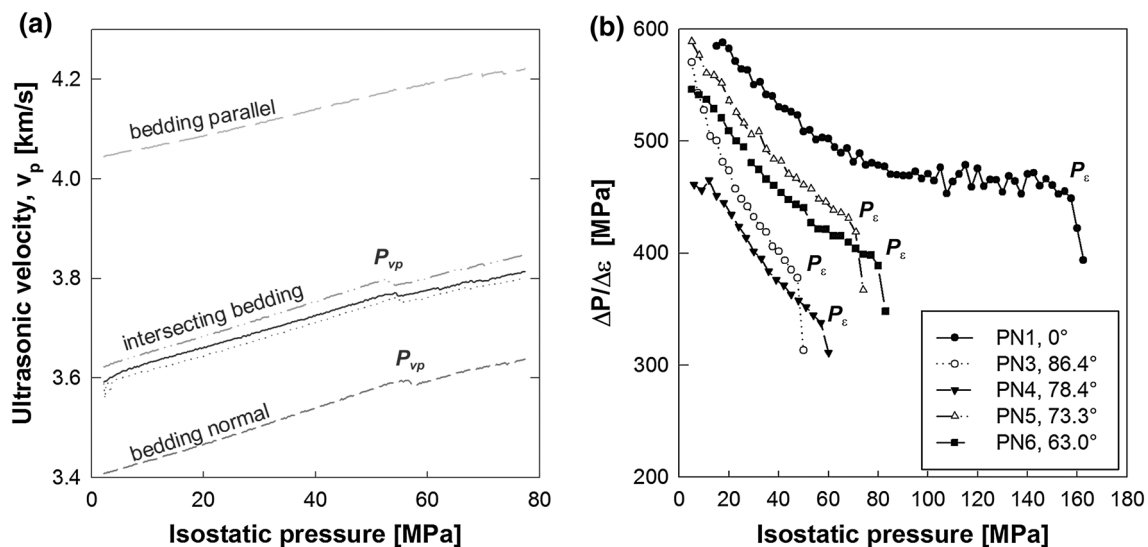 (a)
Ultrasonic velocity, vp [km/s]
4.2
4.0
3.8
3.6
3.4
bedding parallel
Pvp
intersecting bedding
Pvp
bedding normal
0 20 40 60 80
Isostatic pressure [MPa]
(b)
ΔP/Δε [MPa]
600
500
400
300
200
Pε
Pε
Pε
Pε
Pε
PN1, 0°
PN3, 86.4°
PN4, 78.4°
PN5, 73.3°
PN6, 63.0°
0 20 40 60 80 100 120 140 160
Isostatic pressure [MPa]